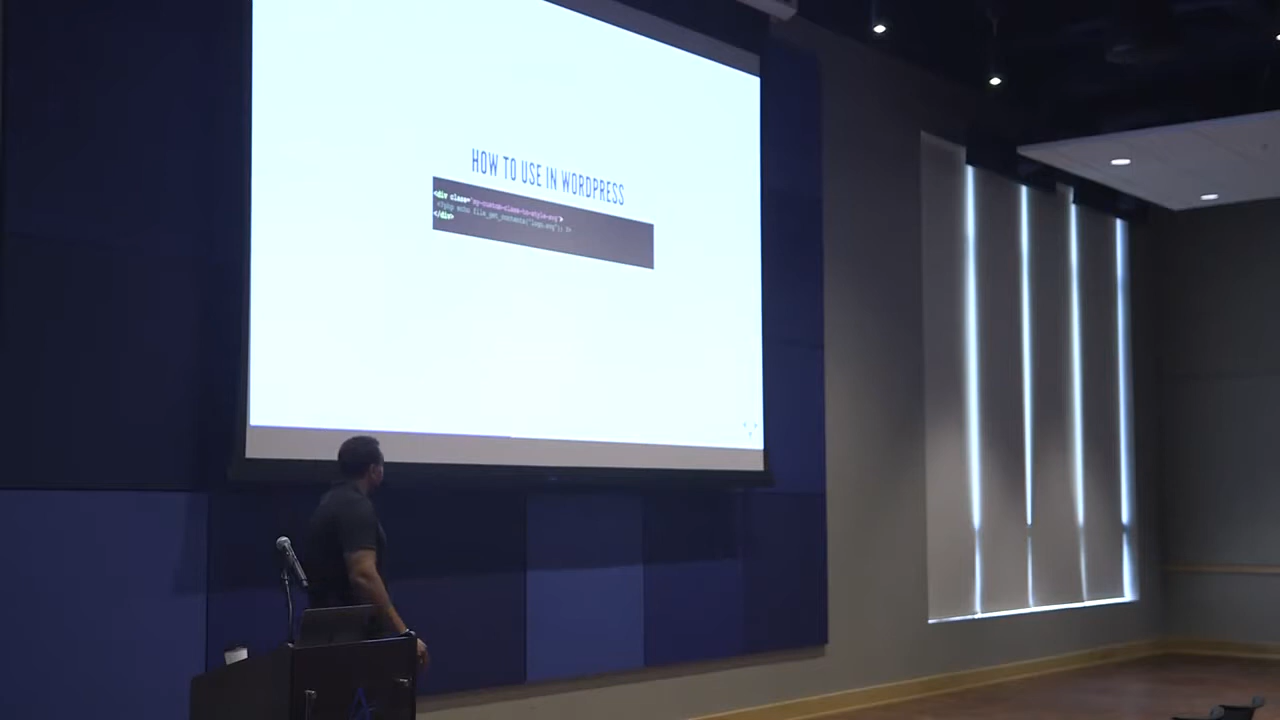 HOW TO USE IN WORDPRESS
<div class="my-custom-class-to-style-svg">
<?php echo file_get_contents("logo.svg"); ?>
</div>